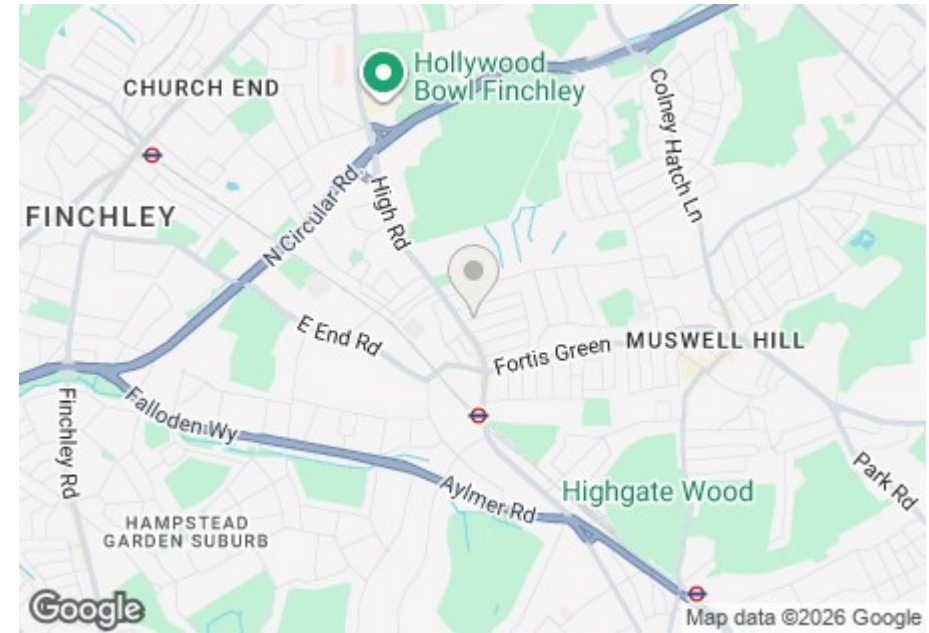 Hollywood
Bowl Finchley
CHURCH END
Colney Hatch Ln
FINCHLEY
N Circular Rd
High Rd
E End Rd
Fortis Green
MUSWELL HILL
Falloden Wy
Finchley Rd
Aylmer Rd
Highgate Wood
Park Rd
HAMPSTEAD
GARDEN SUBURB
Google
Map data ©2026 Google